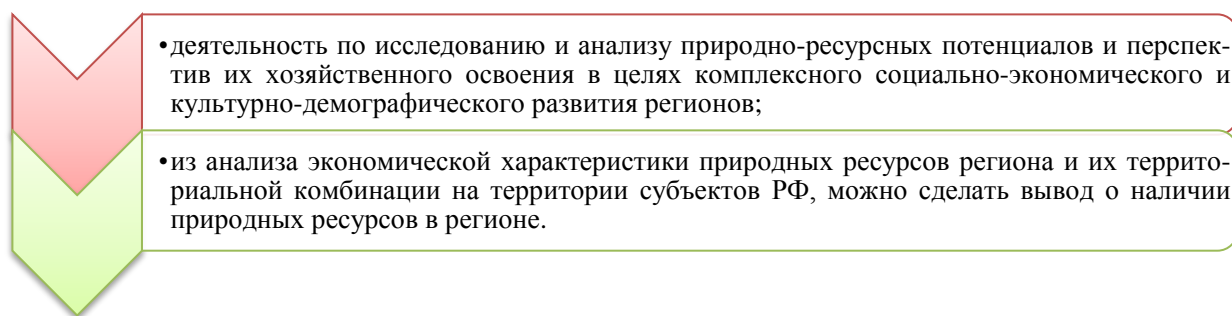 •деятельность по исследованию и анализу природно-ресурсных потенциалов и перспек-
тив их хозяйственного освоения в целях комплексного социально-экономического и
культурно-демографического развития регионов;
•из анализа экономической характеристики природных ресурсов региона и их террито-
риальной комбинации на территории субъектов РФ, можно сделать вывод о наличии
природных ресурсов в регионе.